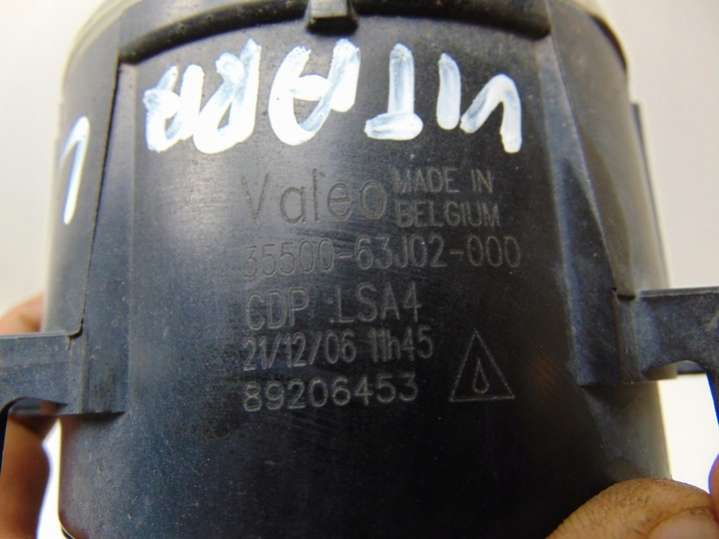 VITARA
L
Valeo MADE IN
BELGIUM
35500-63J02-000
CDP :LSA4
21/12/06 11h45
89206453